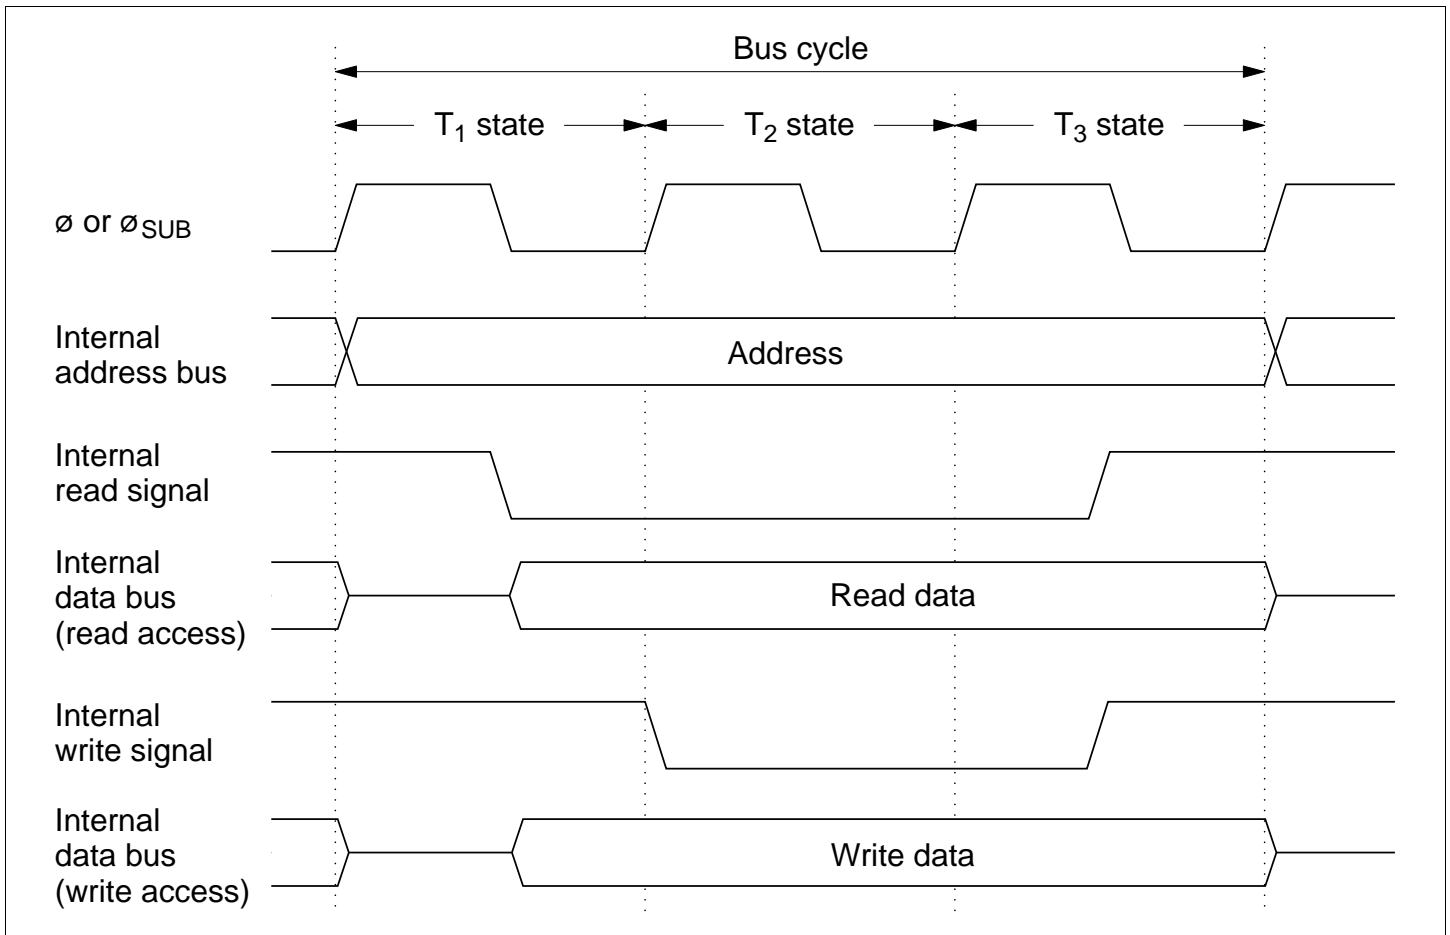 Bus cycle
T1 state T2 state T3 state
ø or øSUB
Internal
address bus
Address
Internal
read signal
Internal
data bus
(read access)
Read data
Internal
write signal
Internal
data bus
(write access)
Write data